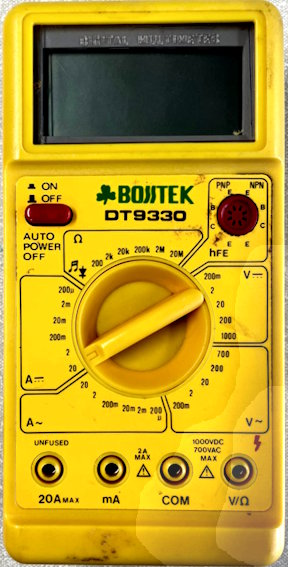 DIGITAL MULTIMETER
ON
OFF
AUTO
POWER
OFF
BOJITEK
DT9330
PNP NPN
E E
B E B
C C
E E
hFE
Ω
200 2k 20k 200k 2M 20M
200m
2
20
200
1000
V⎓
700
200
20
2
200m
V~
200µ
2m
20m
200m
2
20
A⎓
20
2
200m 20m 2m 200µ
A~
UNFUSED
20A MAX
mA
2A
MAX
COM
1000VDC
700VAC
MAX
V/Ω